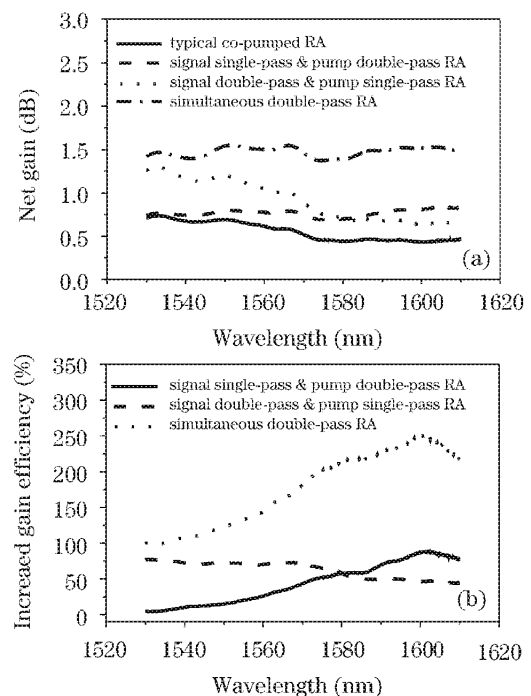 3.0
2.5
2.0
1.5
1.0
0.5
0.0
Net gain (dB)
typical co-pumped RA
signal single-pass & pump double-pass RA
signal double-pass & pump single-pass RA
simultaneous double-pass RA
(a)
1520 1540 1560 1580 1600 1620
Wavelength (nm)
350
300
250
200
150
100
50
0
Increaed gain efficiency (%)
signal single-pass & pump double-pass RA
signal double-pass & pump single-pass RA
simultaneous double-pass RA
(b)
1520 1540 1560 1580 1600 1620
Wavelength (nm)